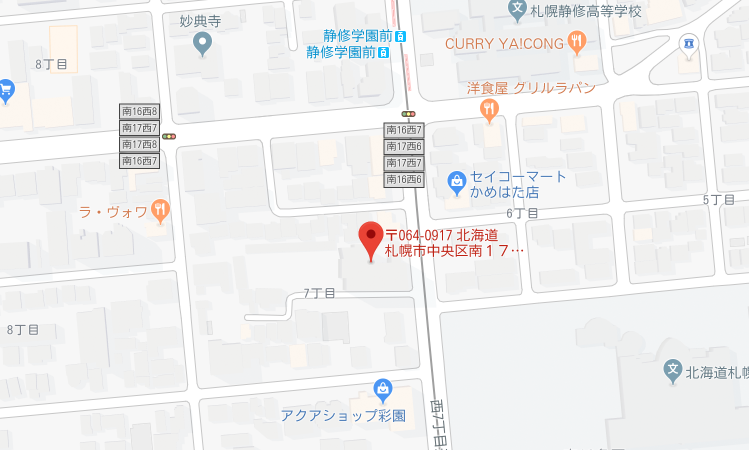 妙典寺
静修学園前
静修学園前
札幌静修高等学校
CURRY YA!CONG
8丁目
洋食屋 グリルラパン
南16西8
南17西7
南17西8
南16西7
南16西7
南17西6
南17西7
南16西6
セイコーマート
かめはた店
5丁目
6丁目
ラ・ヴォワ
〒064-0917 北海道
札幌市中央区南１７…
7丁目
8丁目
北海道札幌
アクアショップ彩園
西7丁目